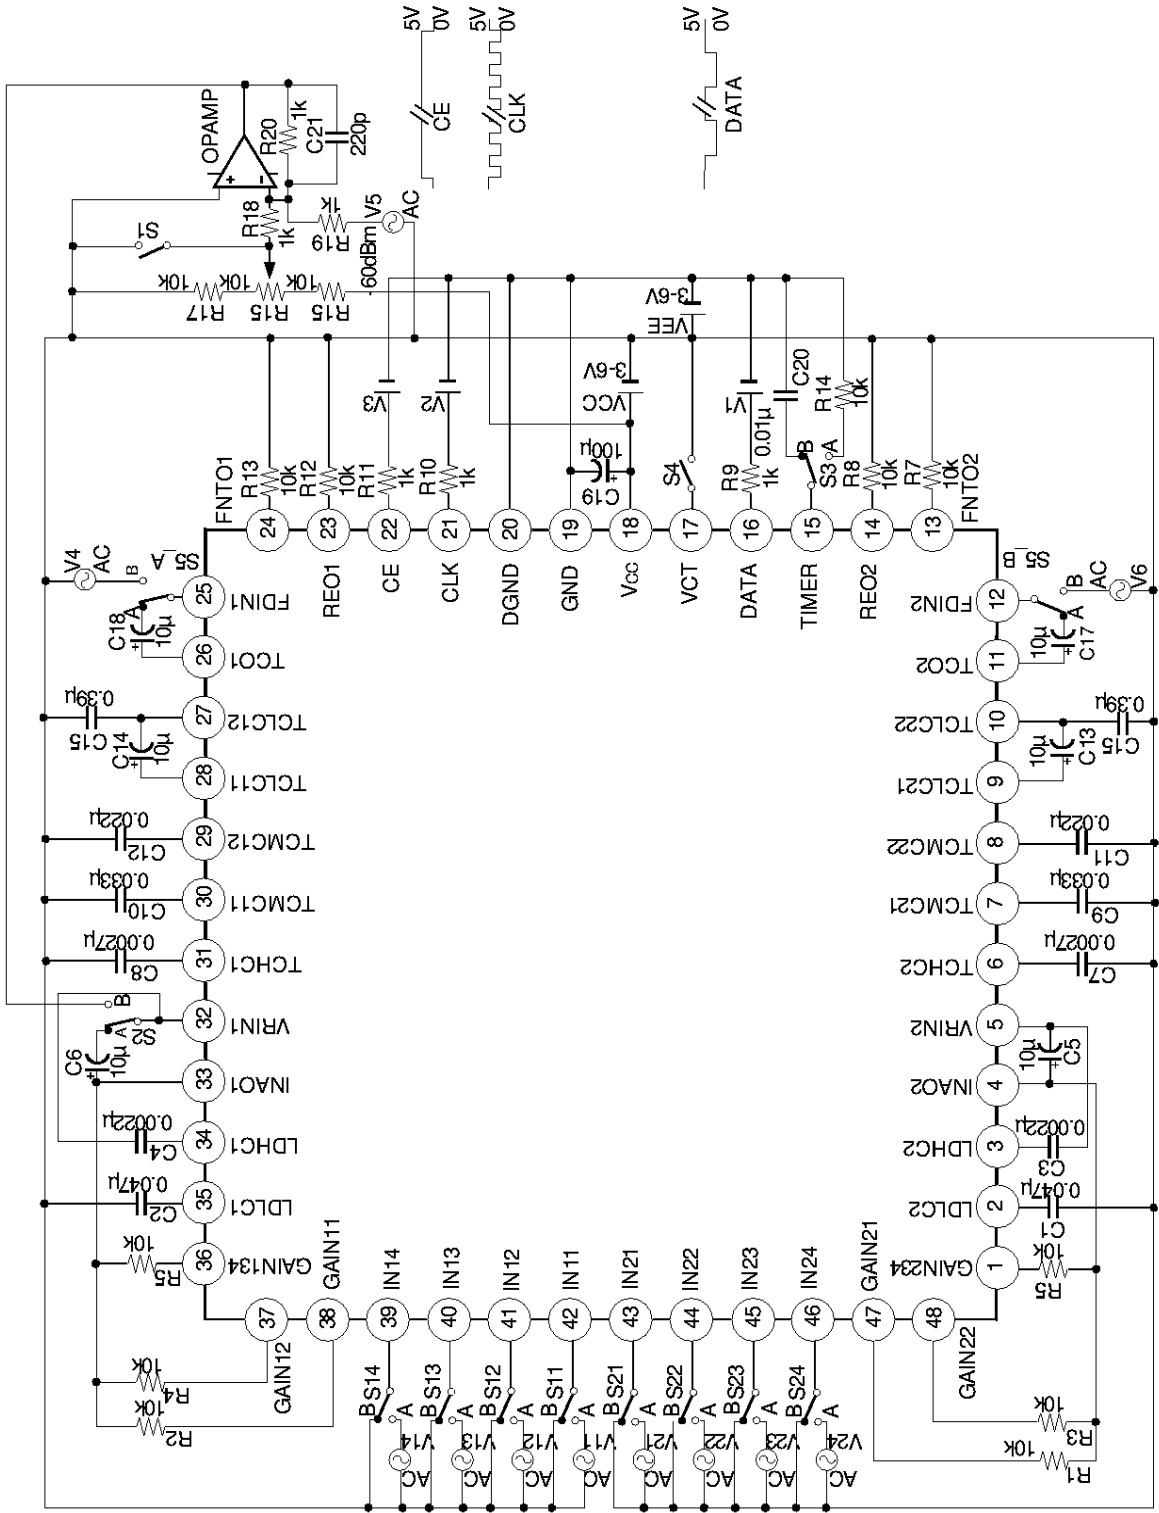 5V
0V
CE
5V
0V
CLK
5V
0V
DATA
OPAMP
+
-
R20
1k
C21
220p
S1
R18
1k
R19
1k
V5
AC
-60dBm
R17
10k
R15
10k
R15
10k
V3
V2
VCC
3-6V
VEE
3-6V
V1
C20
0.01µ
R14
10k
FNTO1
R13
10k
R12
10k
R11
1k
R10
1k
C19
100µ
+
S4
R9
1k
S3
B
A
R8
10k
R7
10k
FNTO2
24
23
22
21
20
19
18
17
16
15
14
13
REO1
CE
CLK
DGND
GND
Vcc
VCT
DATA
TIMER
REO2
V4
AC
B
S5_A
A
C18
10µ
+
25
FDIN1
26
TCO1
C15
0.39µ
C14
10µ
+
27
TCLC12
28
TCLC11
C12
0.022µ
29
TCMC12
C10
0.033µ
30
TCMC11
C8
0.0027µ
31
TCHC1
B
A
S2
32
VRIN1
C6
10µ
+
33
INAO1
C4
0.0022µ
34
LDHC1
C2
0.047µ
35
LDLC1
R5
10k
36
GAIN134
S5_B
B
AC
V6
A
C17
10µ
+
12
FDIN2
11
TCO2
C15
0.39µ
C13
10µ
+
10
TCLC22
9
TCLC21
C11
0.022µ
8
TCMC22
C9
0.033µ
7
TCMC21
C7
0.0027µ
6
TCHC2
5
VRIN2
C5
10µ
+
4
INAO2
C3
0.0022µ
3
LDHC2
C1
0.047µ
2
LDLC2
R5
10k
1
GAIN234
GAIN11
IN14
IN13
IN12
IN11
IN21
IN22
IN23
IN24
GAIN21
37
38
39
40
41
42
43
44
45
46
47
48
GAIN12
GAIN22
R4
10k
R2
10k
B
S14
A
V14
AC
B
S13
A
V13
AC
B
S12
A
V12
AC
B
S11
A
V11
AC
B
S21
A
V21
AC
B
S22
A
V22
AC
B
S23
A
V23
AC
B
S24
A
V24
AC
R3
10k
R1
10k